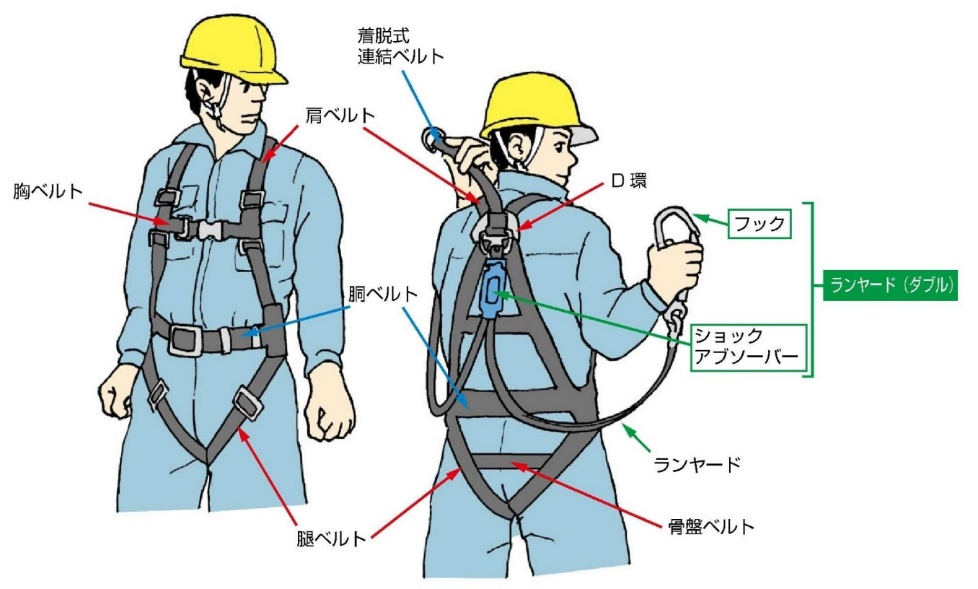 着脱式
連結ベルト
肩ベルト
胸ベルト
D環
フック
ランヤード（ダブル）
胴ベルト
ショック
アブソーバー
ランヤード
腿ベルト
骨盤ベルト